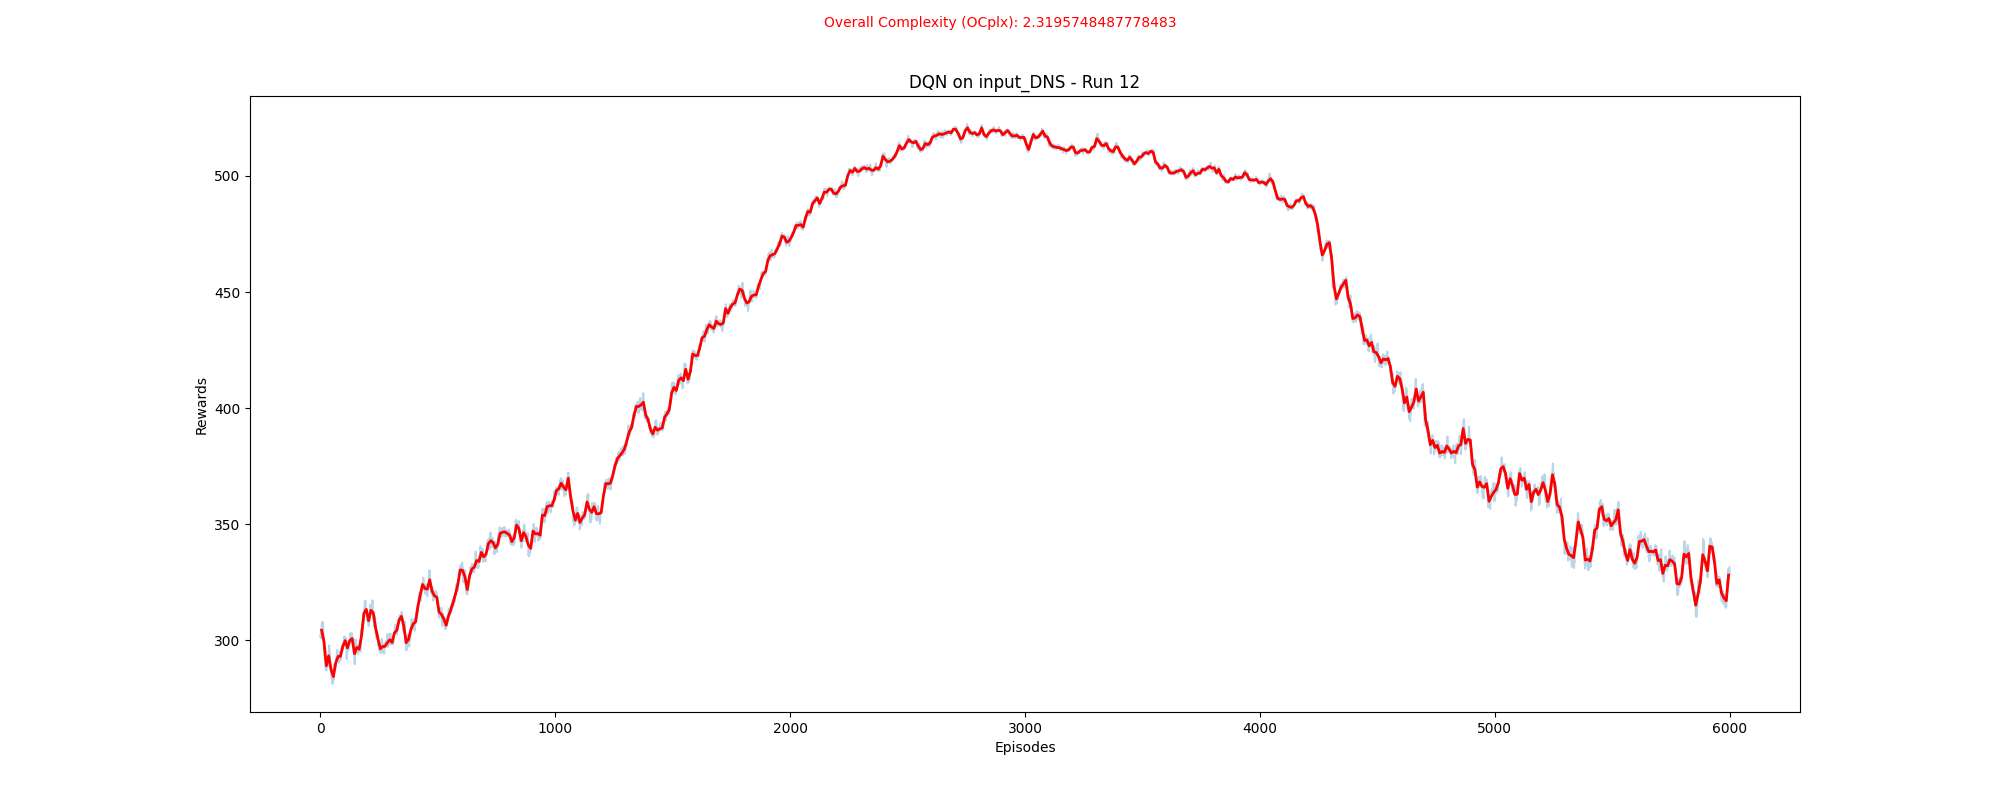 Overall Complexity (OCplx): 2.3195748487778483
DQN on input_DNS - Run 12
Rewards
500
450
400
350
300
0 1000 2000 3000 4000 5000 6000
Episodes